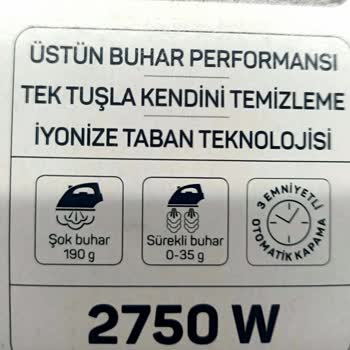 ÜSTÜN BUHAR PERFORMANSI
TEK TUŞLA KENDİNİ TEMİZLEME
İYONİZE TABAN TEKNOLOJİSİ
Şok buhar
190 g
Sürekli buhar
0-35 g
3 EMNİYETLİ
OTOMATİK KAPAMA
2750 W